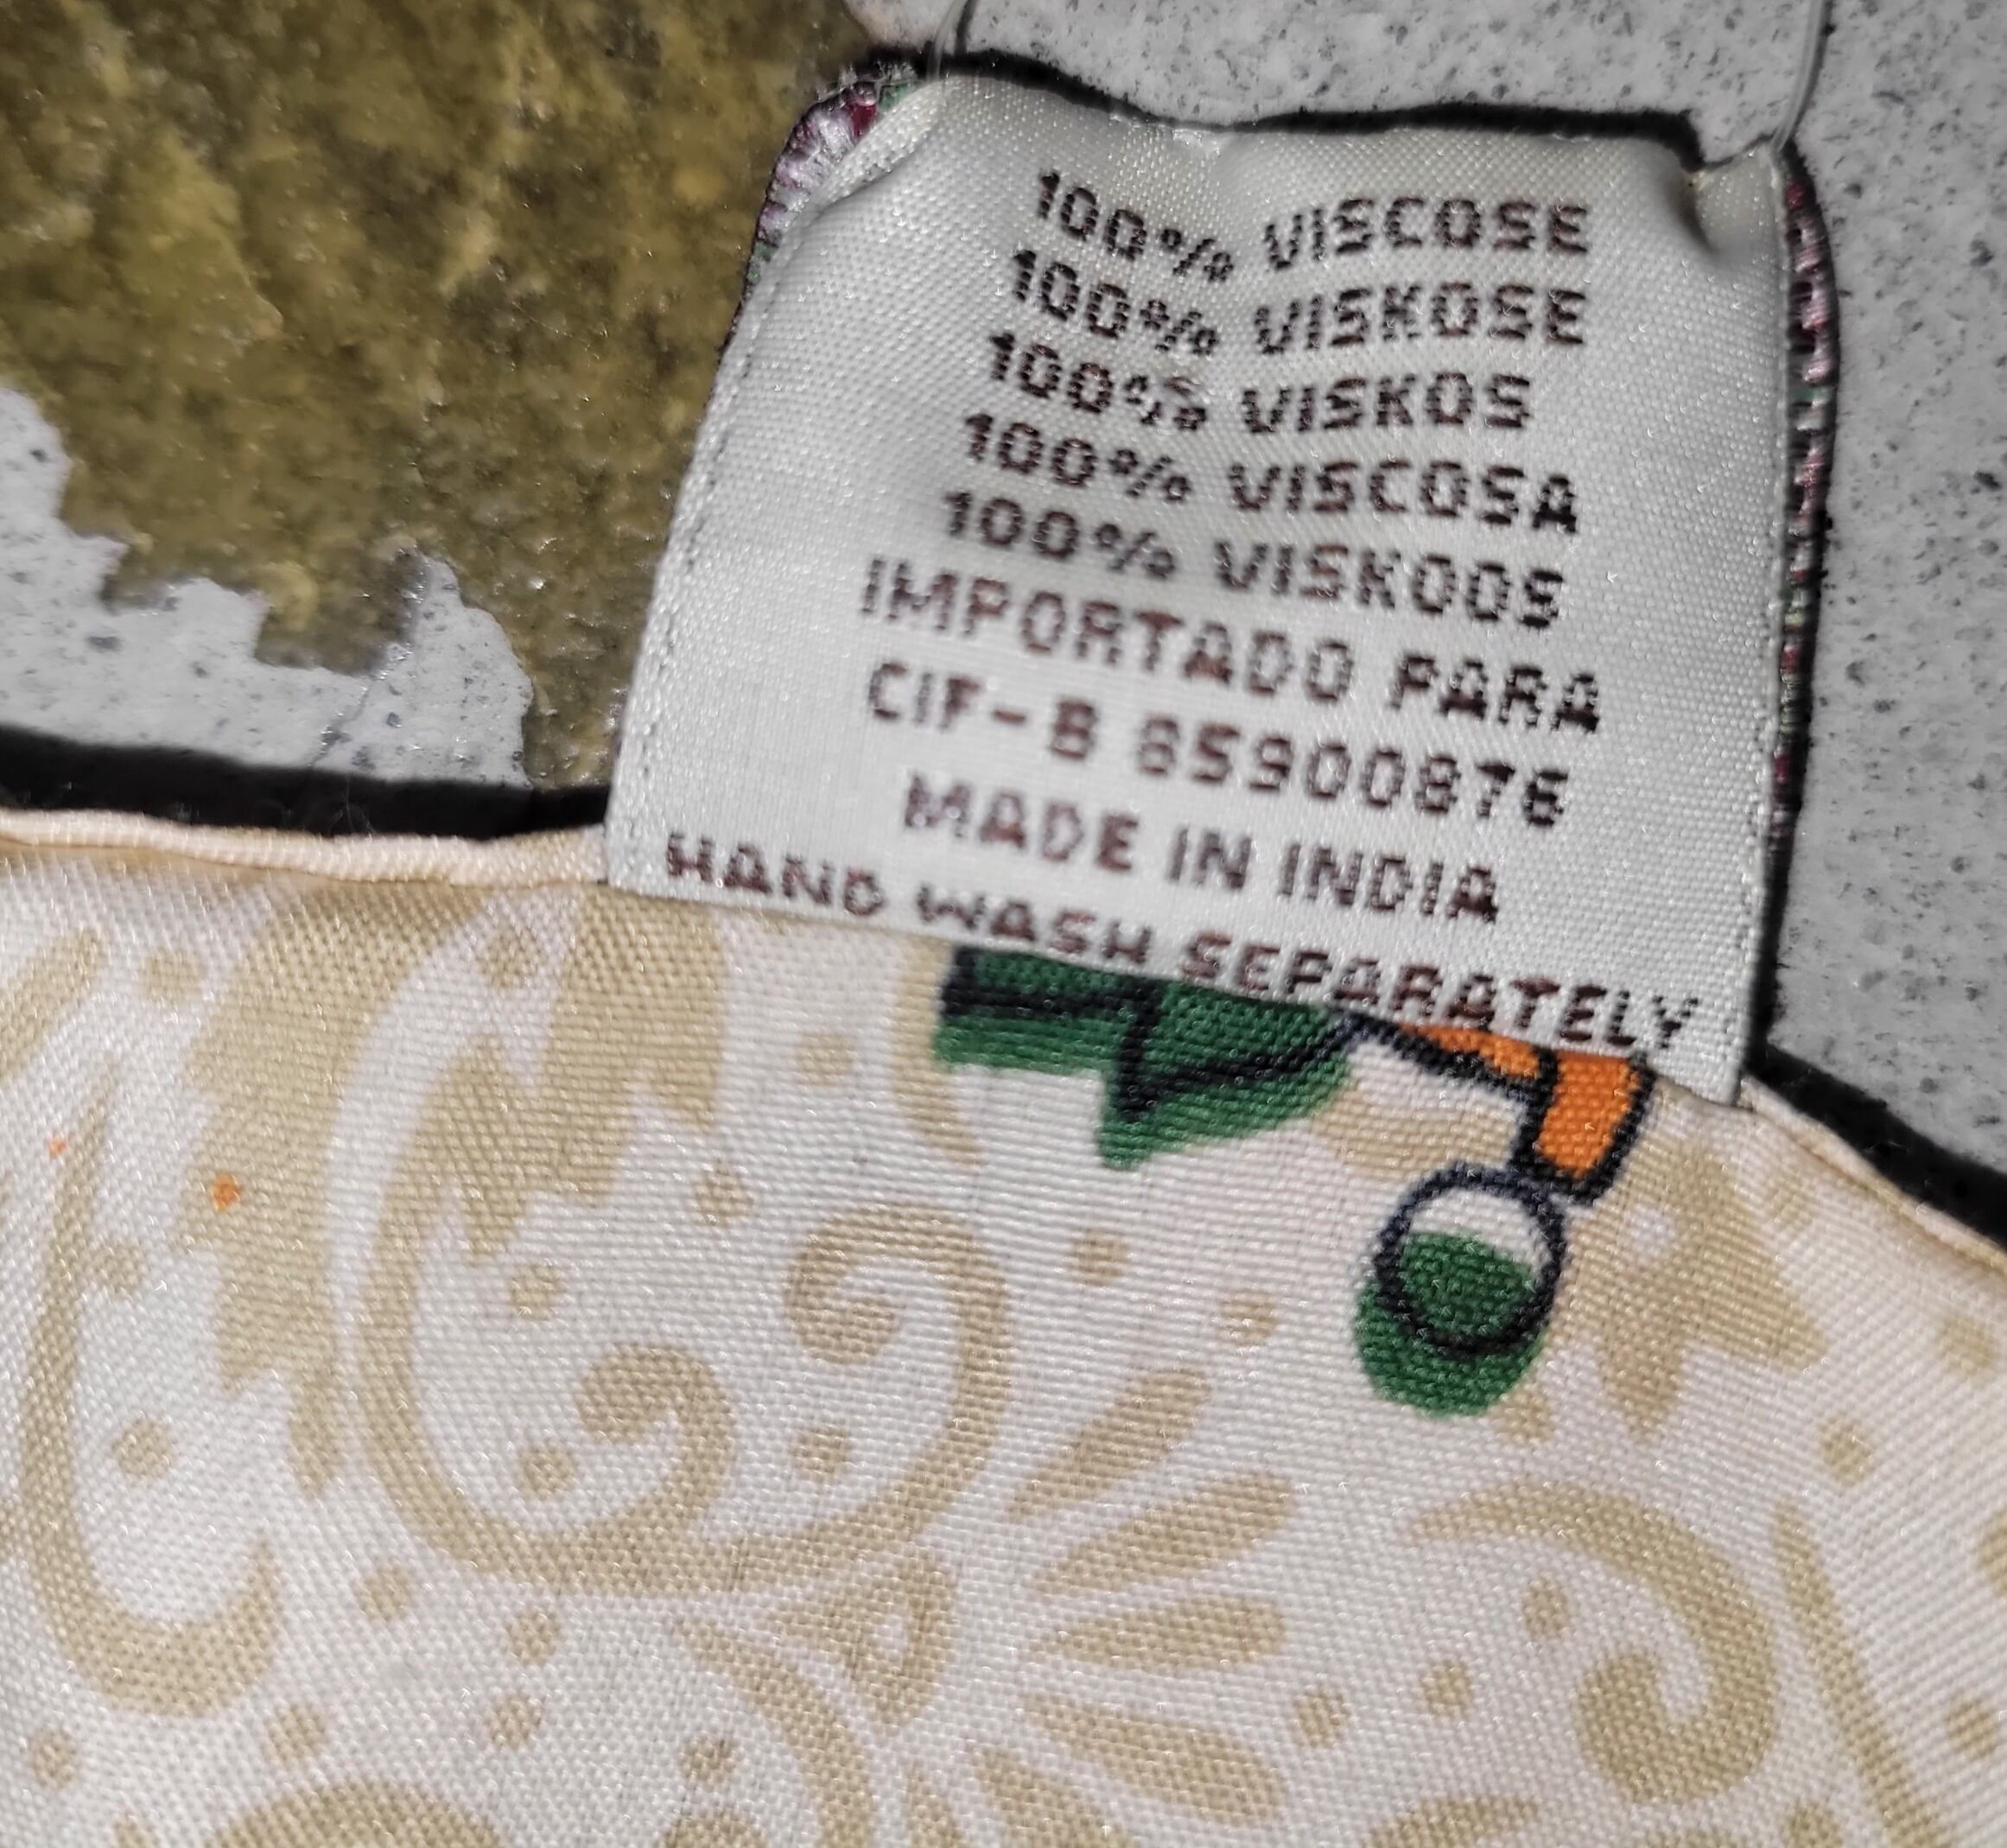 100% VISCOSE
100% VISKOSE
100% VISKOS
100% VISCOSA
100% VISKOOS
IMPORTADO PARA
CIF-B 65900876
MADE IN INDIA
HAND WASH SEPARATELY